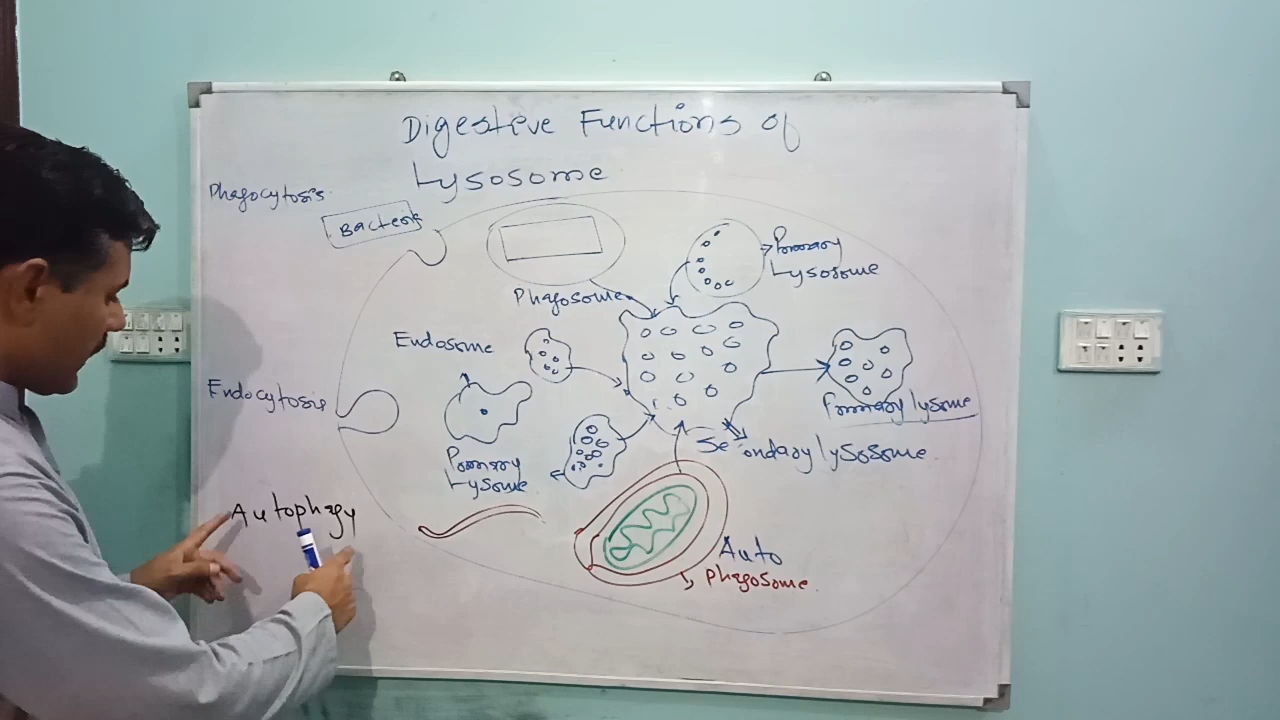 Digesteve Functions of
Lysosome
Phagocytosis
Bacteria
Primary
Lysosome
Phagosome
Endosome
Endocytosis
Primary lysome
Secondary lysosome
Primary
Lysome
Autophagy
Auto
Phagosome